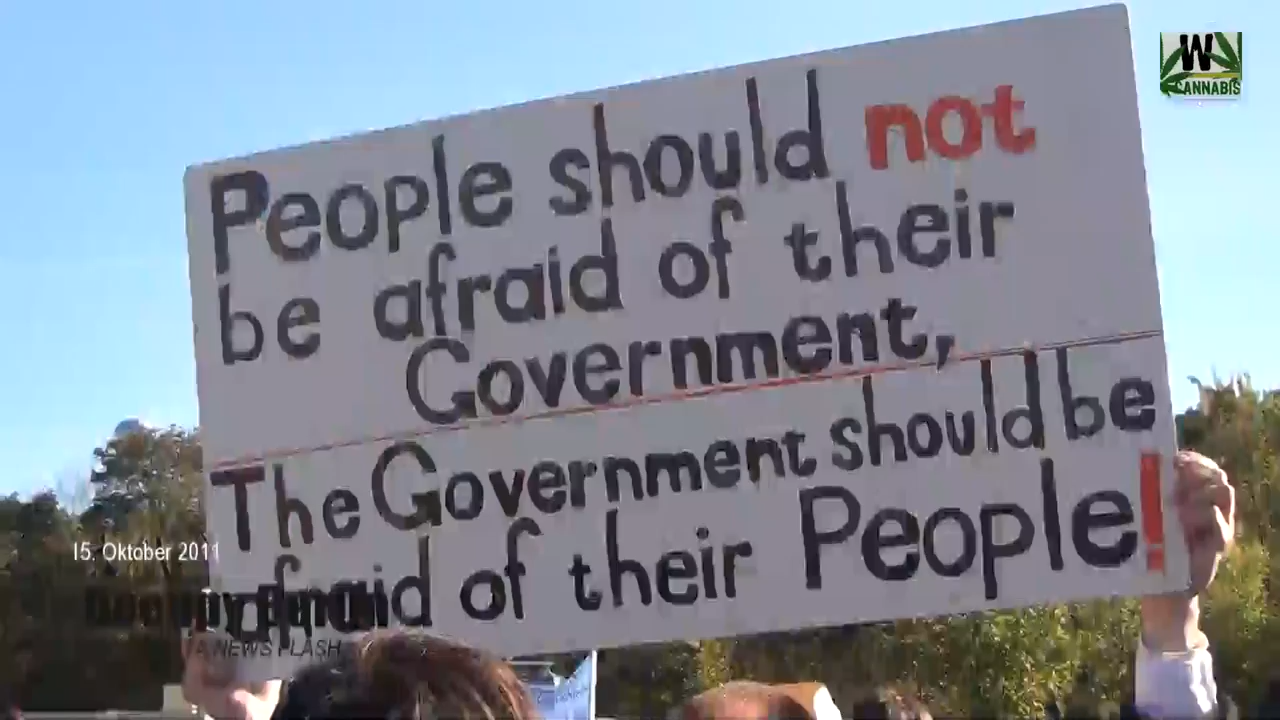 W
CANNABIS
People should not
be afraid of their
Government,
The Government should be
afraid of their People!
15. Oktober 2011
NEWS FLASH